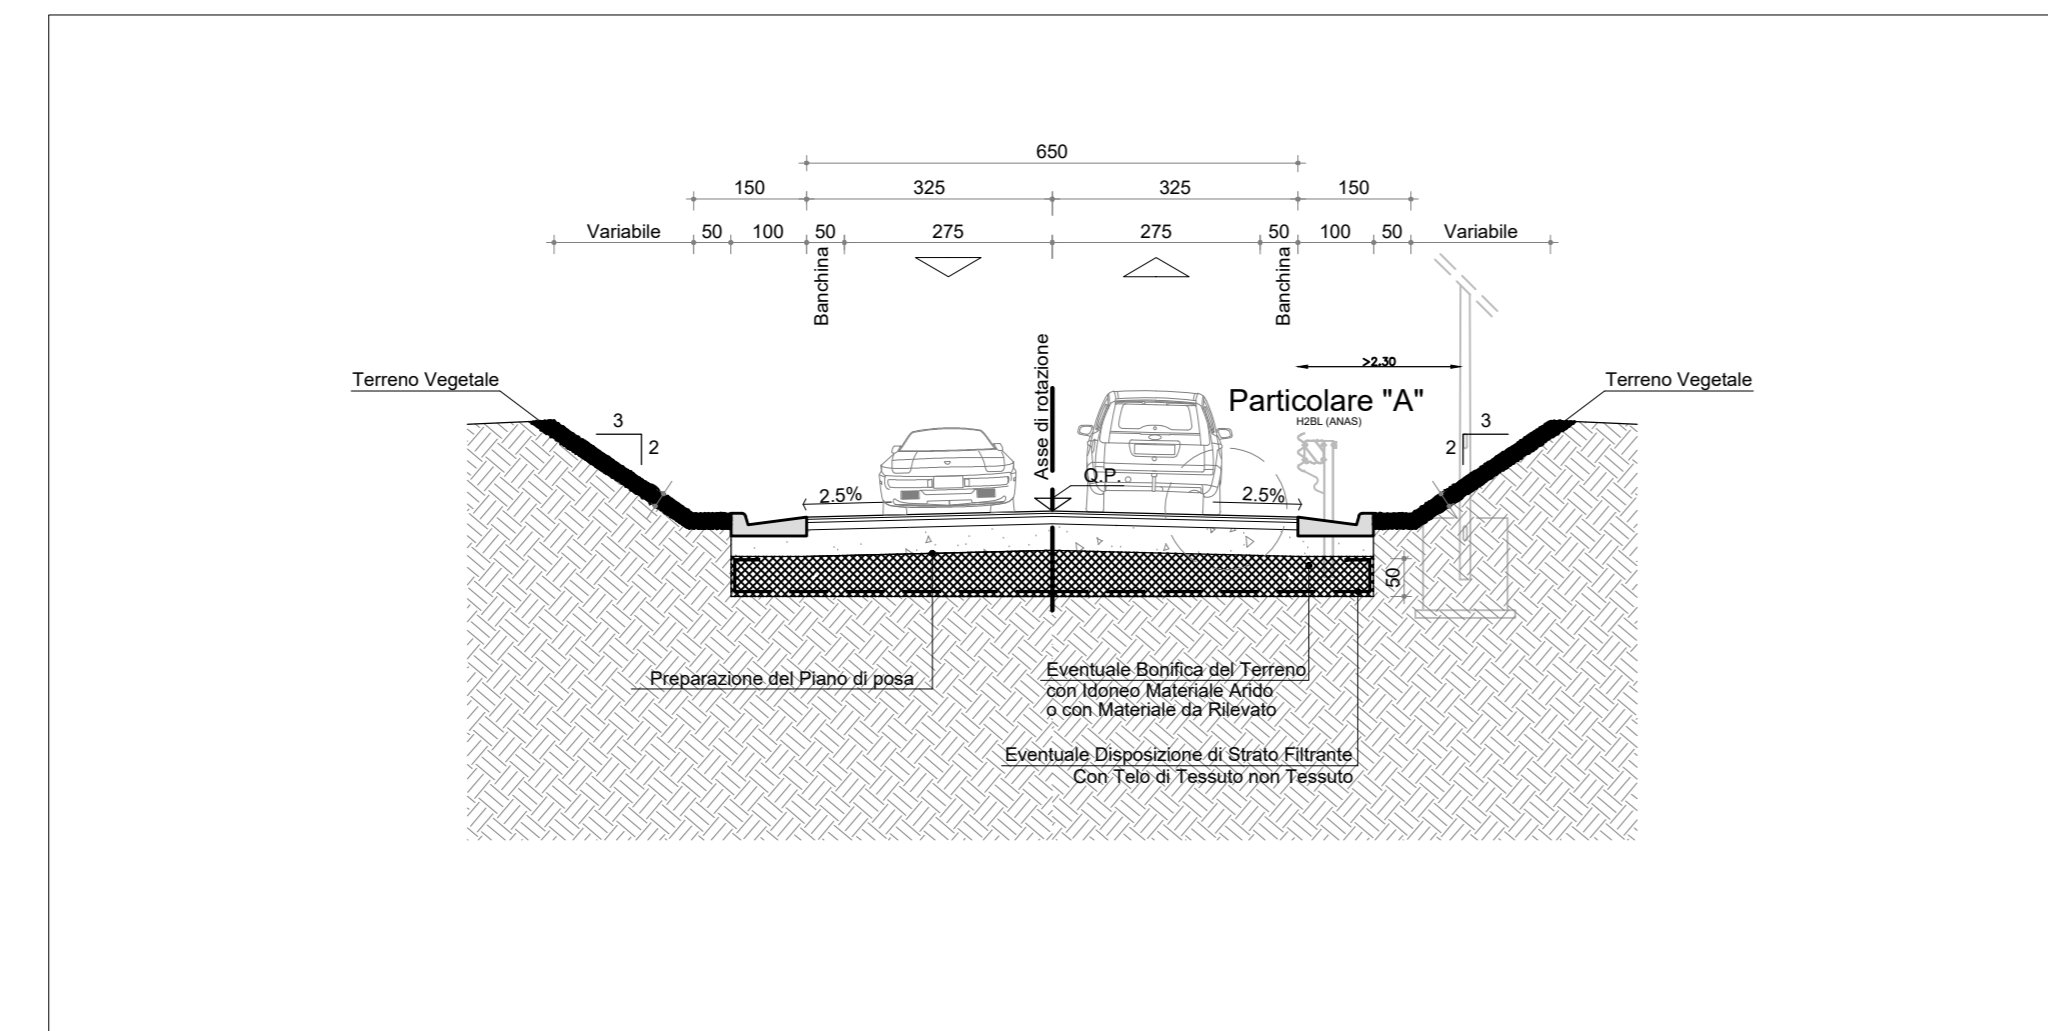 650
150 325 325 150
Variabile 50 100 50 275 275 50 100 50 Variabile
Banchina
Banchina
Asse di rotazione
>2.30
Terreno Vegetale
Particolare "A"
H2BL (ANAS)
Terreno Vegetale
3
2
3
2
Q.P.
2.5%
2.5%
50
Preparazione del Piano di posa
Eventuale Bonifica del Terreno
con Idoneo Materiale Arido
o con Materiale da Rilevato
Eventuale Disposizione di Strato Filtrante
Con Telo di Tessuto non Tessuto